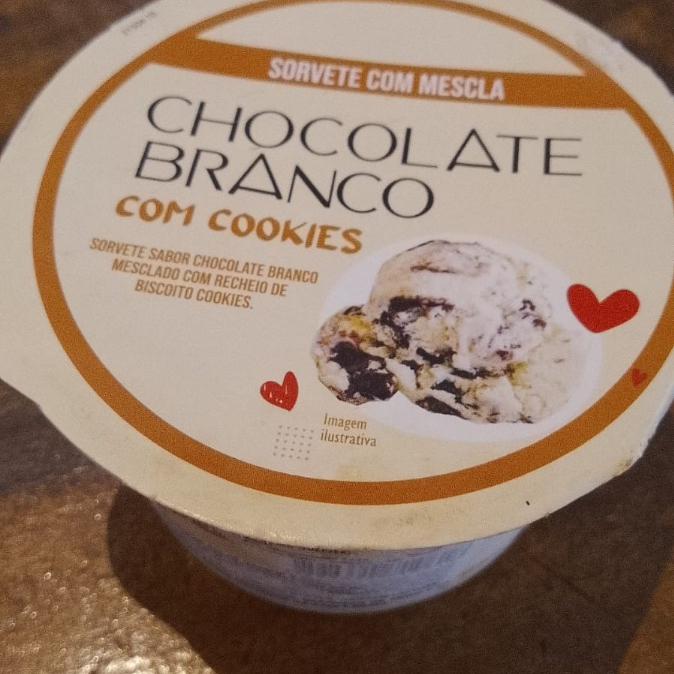 SORVETE COM MESCLA
CHOCOLATE
BRANCO
COM COOKIES
SORVETE SABOR CHOCOLATE BRANCO
MESCLADO COM RECHEIO DE
BISCOITO COOKIES.
Imagem
ilustrativa